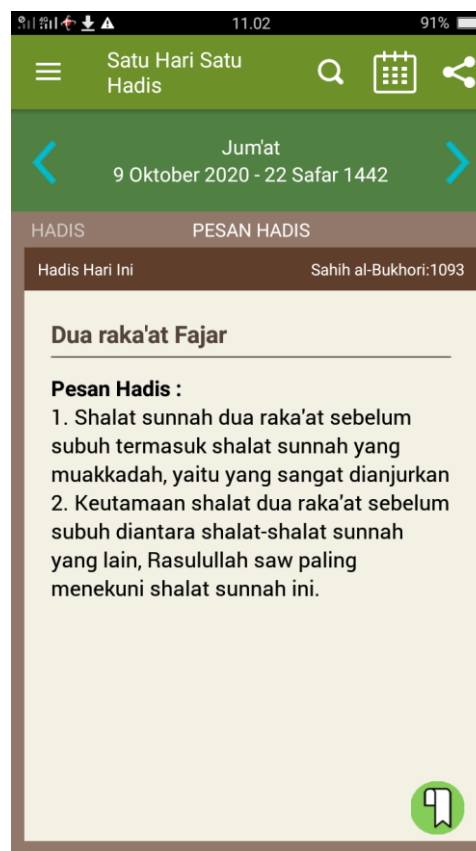 11.02
91%
Satu Hari Satu
Hadis
Jum'at
9 Oktober 2020 - 22 Safar 1442
HADIS
PESAN HADIS
Hadis Hari Ini
Sahih al-Bukhori:1093
Dua raka'at Fajar
Pesan Hadis :
1. Shalat sunnah dua raka'at sebelum
subuh termasuk shalat sunnah yang
muakkadah, yaitu yang sangat dianjurkan
2. Keutamaan shalat dua raka'at sebelum
subuh diantara shalat-shalat sunnah
yang lain, Rasulullah saw paling
menekuni shalat sunnah ini.